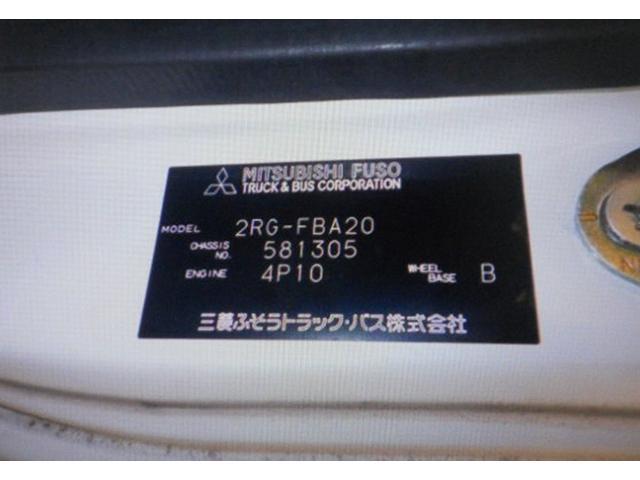 MITSUBISHI FUSO
TRUCK & BUS CORPORATION
MODEL 2RG-FBA20
CHASSIS NO. 581305
ENGINE 4P10 WHEEL BASE B
三菱ふそうトラック・バス株式会社